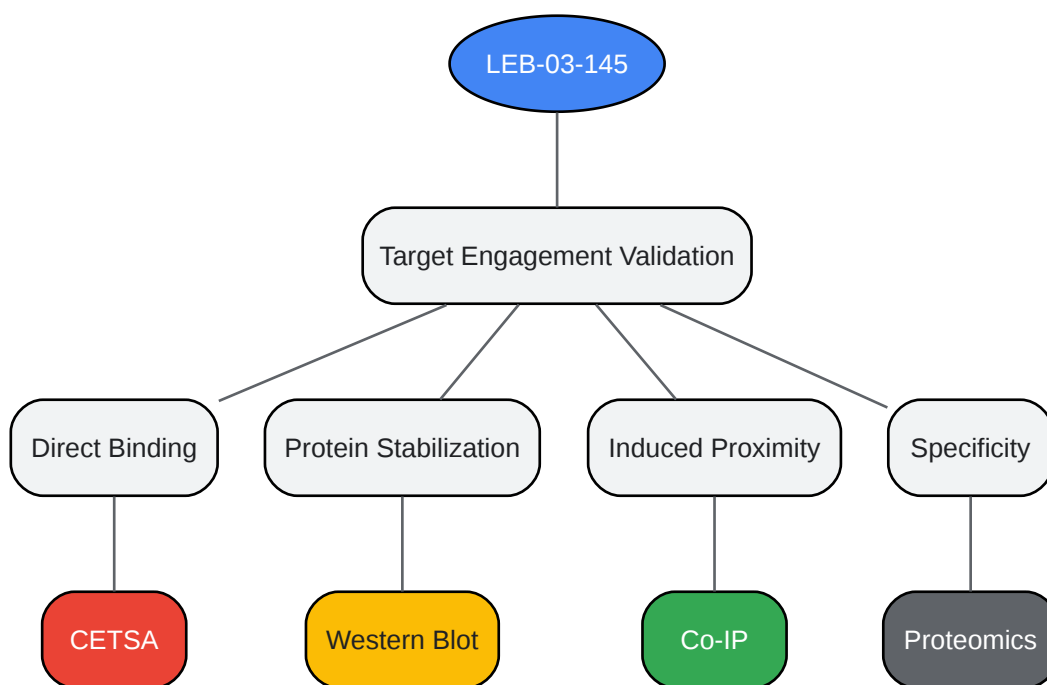 LEB-03-145
Target Engagement Validation
Direct Binding
Protein Stabilization
Induced Proximity
Specificity
CETSA
Western Blot
Co-IP
Proteomics